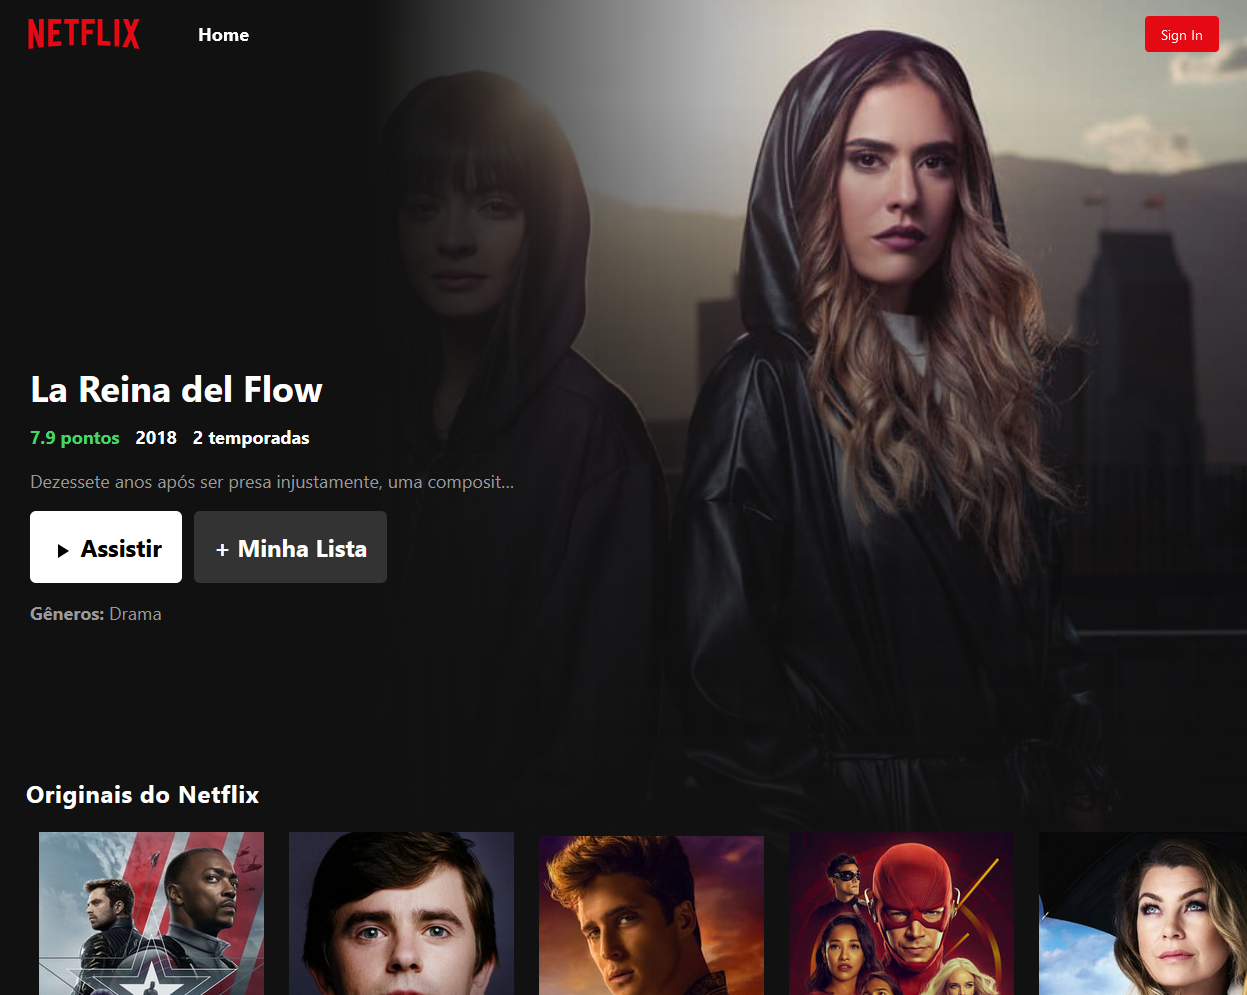 NETFLIX Home Sign In
La Reina del Flow
7.9 pontos 2018 2 temporadas
Dezessete anos após ser presa injustamente, uma composit...
Assistir + Minha Lista
Gêneros: Drama
Originais do Netflix